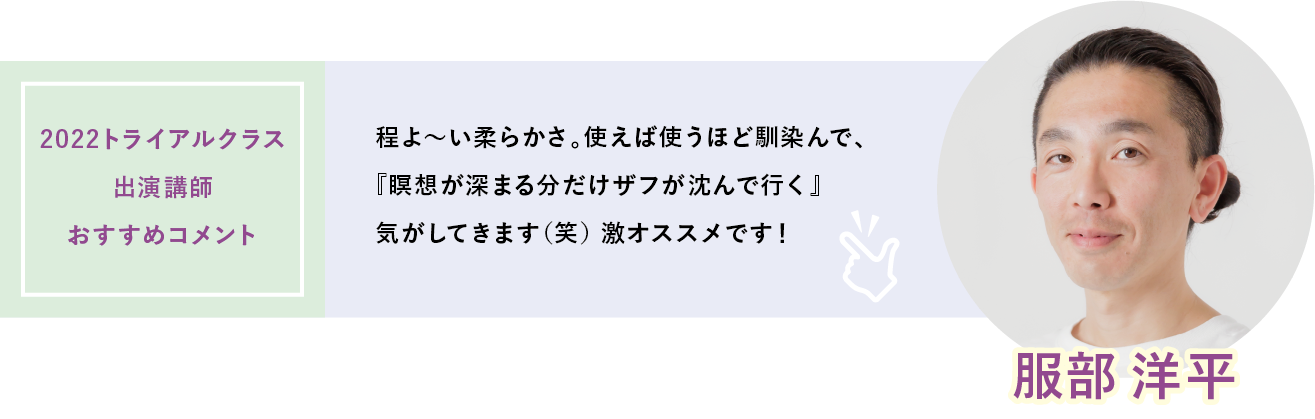 2022トライアルクラス
出演講師
おすすめコメント
程よ〜い柔らかさ。使えば使うほど馴染んで、
『瞑想が深まる分だけザフが沈んで行く』
気がしてきます（笑） 激オススメです！
服部 洋平